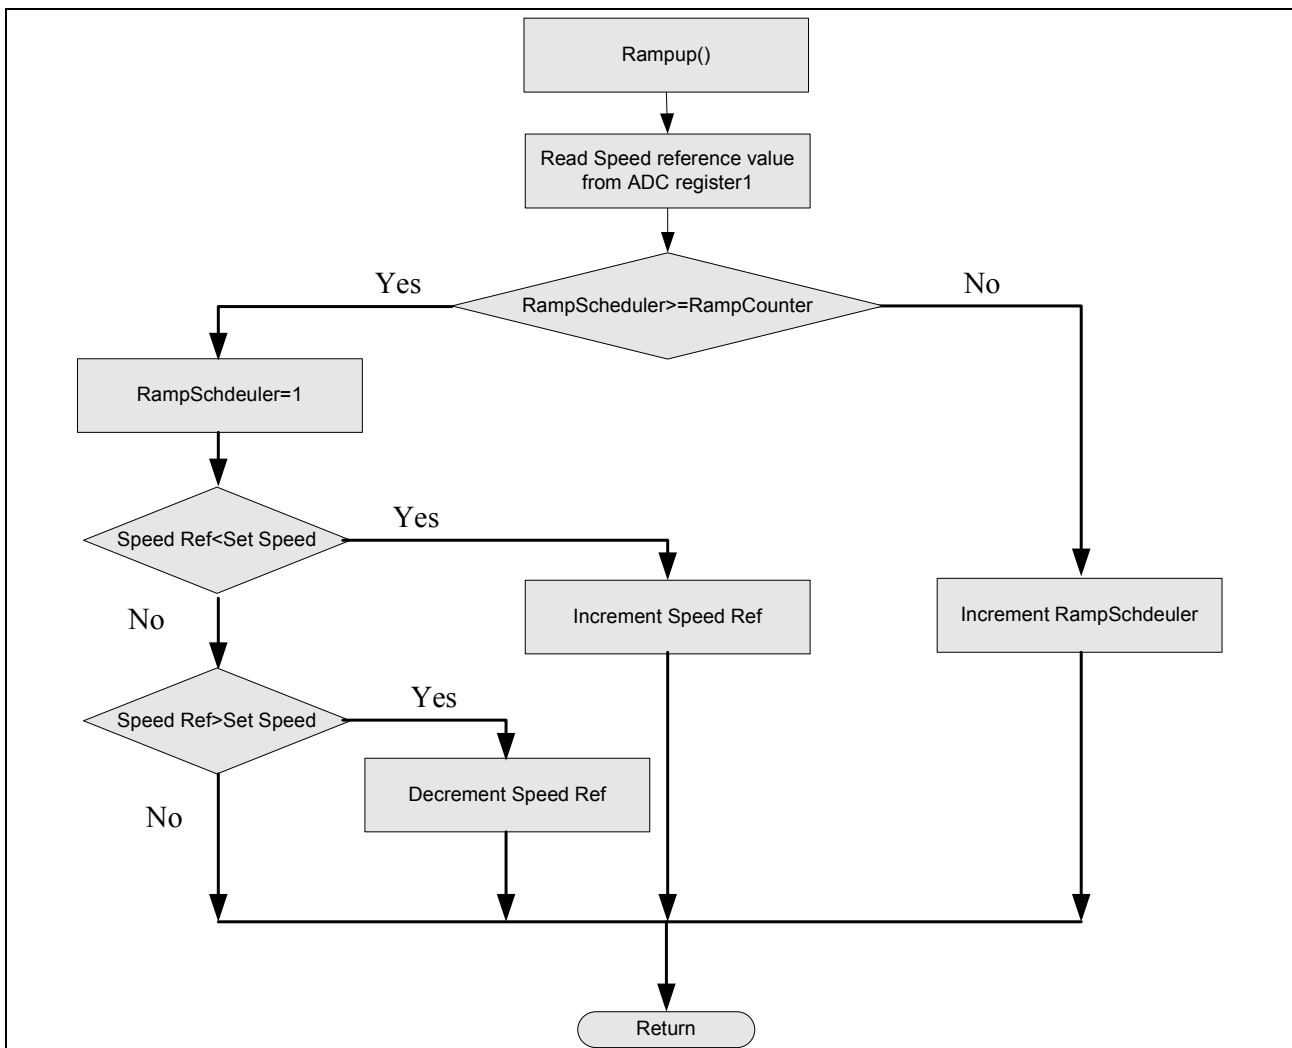 Rampup()
Read Speed reference value
from ADC register1
Yes
No
RampScheduler>=RampCounter
RampSchdeuler=1
Speed Ref<Set Speed
Yes
Increment Speed Ref
Increment RampSchdeuler
No
Speed Ref>Set Speed
Yes
Decrement Speed Ref
No
Return